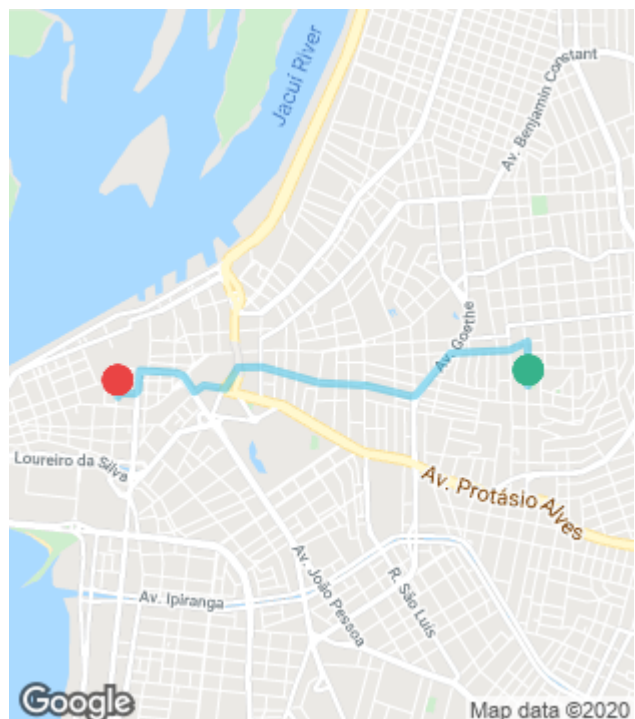 Jacuí River
Av. Benjamin Constant
Av. Goethe
Loureiro da Silva
Av. Protásio Alves
Av. João Pessoa
R. São Luís
Av. Ipiranga
Google
Map data ©2020